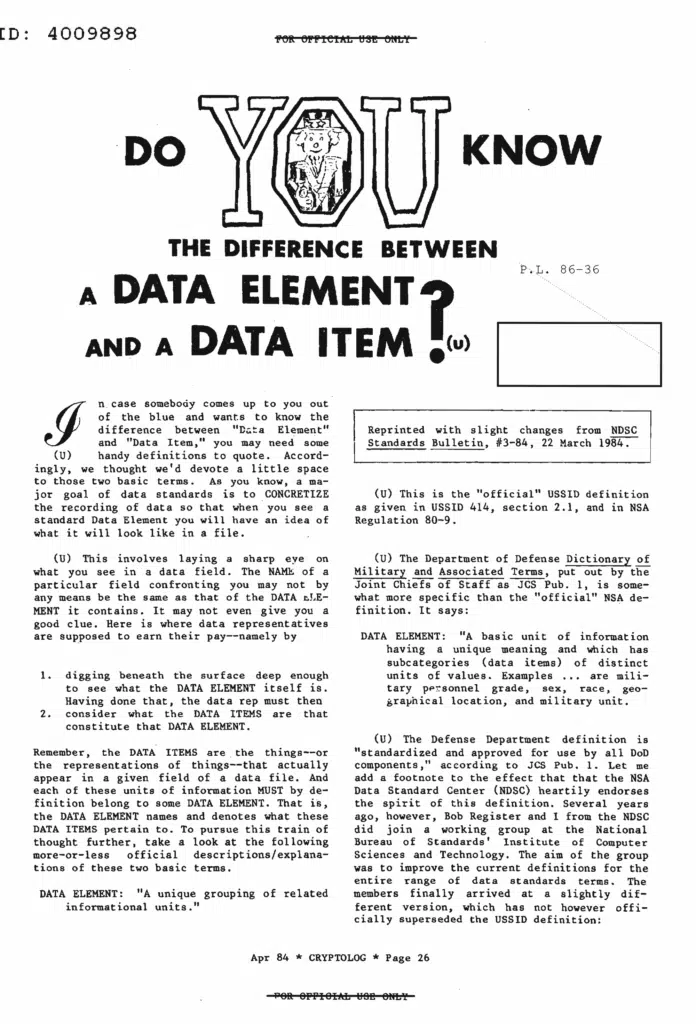 ID: 4009898
FOR OFFICIAL USE ONLY
DO YOU KNOW
THE DIFFERENCE BETWEEN
A DATA ELEMENT
AND A DATA ITEM ? (U)
P.L. 86-36
In case somebody comes up to you out
of the blue and wants to know the
difference between "Data Element"
and "Data Item," you may need some
(U) handy definitions to quote. Accord-
ingly, we thought we'd devote a little space
to those two basic terms. As you know, a ma-
jor goal of data standards is to CONCRETIZE
the recording of data so that when you see a
standard Data Element you will have an idea of
what it will look like in a file.
(U) This involves laying a sharp eye on
what you see in a data field. The NAME of a
particular field confronting you may not by
any means be the same as that of the DATA ELE-
MENT it contains. It may not even give you a
good clue. Here is where data representatives
are supposed to earn their pay--namely by
1. digging beneath the surface deep enough
to see what the DATA ELEMENT itself is.
Having done that, the data rep must then
2. consider what the DATA ITEMS are that
constitute that DATA ELEMENT.
Remember, the DATA ITEMS are the things--or
the representations of things--that actually
appear in a given field of a data file. And
each of these units of information MUST by de-
finition belong to some DATA ELEMENT. That is,
the DATA ELEMENT names and denotes what these
DATA ITEMS pertain to. To pursue this train of
thought further, take a look at the following
more-or-less official descriptions/explana-
tions of these two basic terms.
DATA ELEMENT: "A unique grouping of related
informational units."
Reprinted with slight changes from NDSC
Standards Bulletin, #3-84, 22 March 1984.
(U) This is the "official" USSID definition
as given in USSID 414, section 2.1, and in NSA
Regulation 80-9.
(U) The Department of Defense Dictionary of
Military and Associated Terms, put out by the
Joint Chiefs of Staff as JCS Pub. 1, is some-
what more specific than the "official" NSA de-
finition. It says:
DATA ELEMENT: "A basic unit of information
having a unique meaning and which has
subcategories (data items) of distinct
units of values. Examples ... are mili-
tary personnel grade, sex, race, geo-
graphical location, and military unit.
(U) The Defense Department definition is
"standardized and approved for use by all DoD
components," according to JCS Pub. 1. Let me
add a footnote to the effect that that the NSA
Data Standard Center (NDSC) heartily endorses
the spirit of this definition. Several years
ago, however, Bob Register and I from the NDSC
did join a working group at the National
Bureau of Standards' Institute of Computer
Sciences and Technology. The aim of the group
was to improve the current definitions for the
entire range of data standards terms. The
members finally arrived at a slightly dif-
ferent version, which has not however offi-
cially superseded the USSID definition:
Apr 84 * CRYPTOLOG * Page 26
FOR OFFICIAL USE ONLY